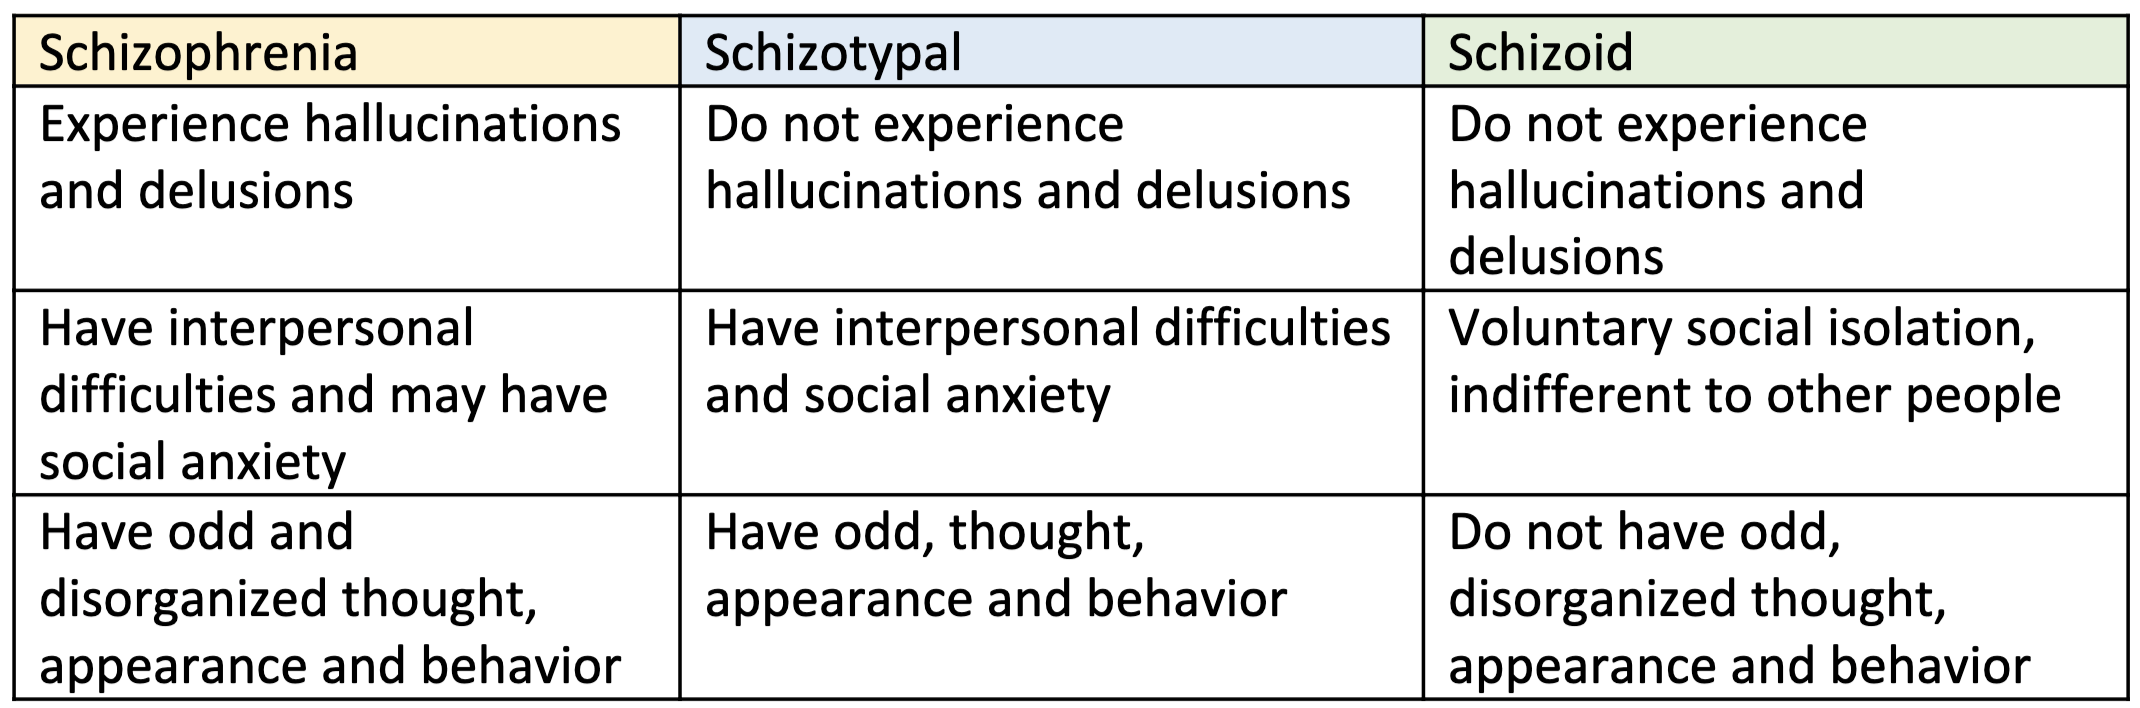 Schizophrenia
Schizotypal
Schizoid
Experience hallucinations
and delusions
Do not experience
hallucinations and delusions
Do not experience
hallucinations and
delusions
Have interpersonal
difficulties and may have
social anxiety
Have interpersonal difficulties
and social anxiety
Voluntary social isolation,
indifferent to other people
Have odd and
disorganized thought,
appearance and behavior
Have odd, thought,
appearance and behavior
Do not have odd,
disorganized thought,
appearance and behavior